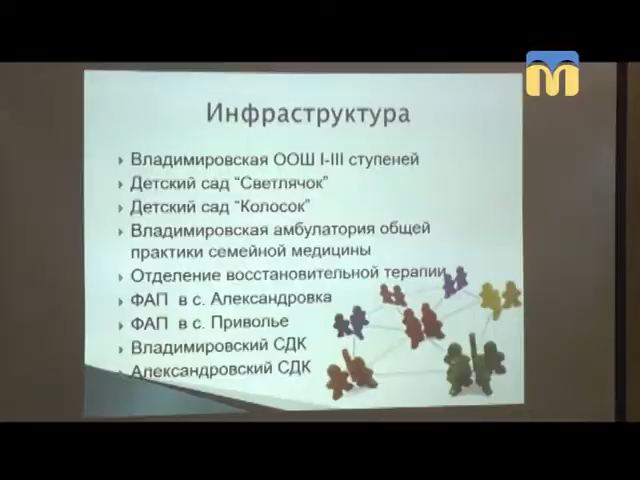 Инфраструктура
Владимировская ООШ I-III ступеней
Детский сад “Светлячок”
Детский сад “Колосок”
Владимировская амбулатория общей
практики семейной медицины
Отделение восстановительной терапии
ФАП в с. Александровка
ФАП в с. Приволье
Владимировский СДК
Александровский СДК